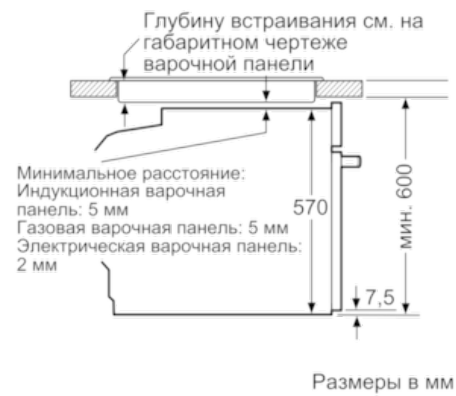 Глубину встраивания см. на
габаритном чертеже
варочной панели
Минимальное расстояние:
Индукционная варочная
панель: 5 мм
Газовая варочная панель: 5 мм
Электрическая варочная панель:
2 мм
570
мин. 600
7,5
Размеры в мм